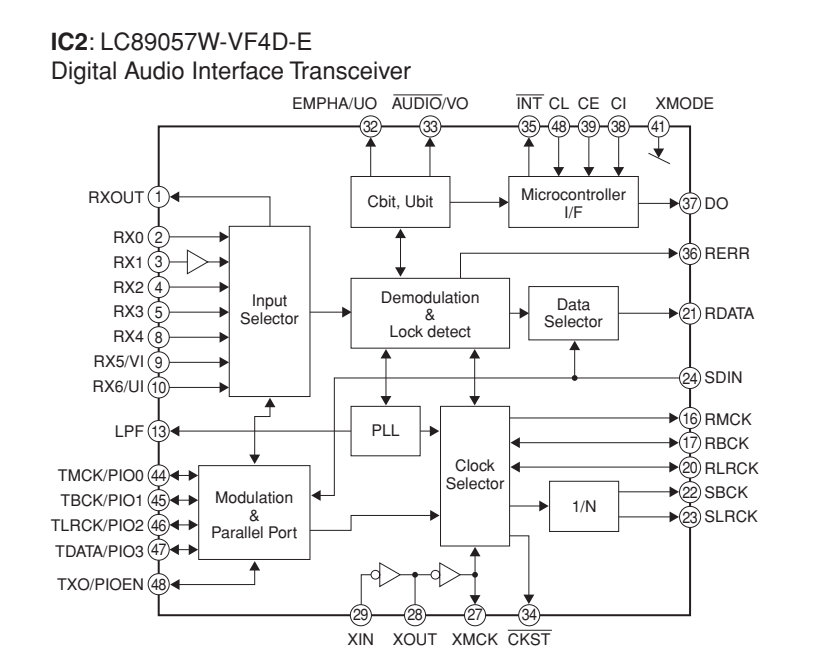 IC2: LC89057W-VF4D-E
Digital Audio Interface Transceiver
EMPHA/UO AUDIO/VO INT CL CE CI XMODE
32 33 35 48 39 38 41
RXOUT 1
Cbit, Ubit
Microcontroller
I/F
37 DO
RX0 2
RX1 3
RX2 4
RX3 5
RX4 8
RX5/VI 9
RX6/UI 10
Input
Selector
Demodulation
&
Lock detect
Data
Selector
36 RERR
21 RDATA
24 SDIN
LPF 13
PLL
Clock
Selector
16 RMCK
17 RBCK
20 RLRCK
22 SBCK
23 SLRCK
1/N
TMCK/PIO0 44
TBCK/PIO1 45
TLRCK/PIO2 46
TDATA/PIO3 47
TXO/PIOEN 48
Modulation
&
Parallel Port
29 28 27 34
XIN XOUT XMCK CKST